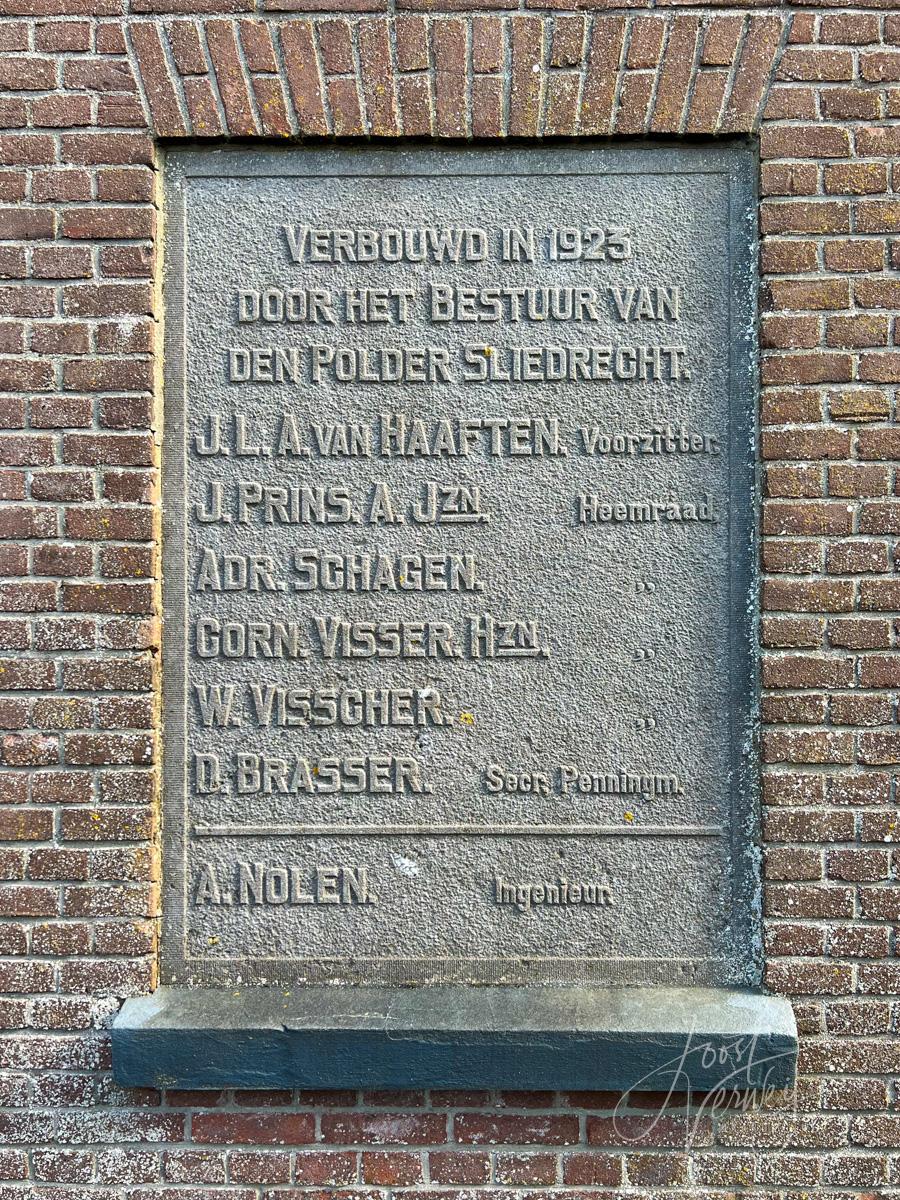 VERBOUWD IN 1923
DOOR HET BESTUUR VAN
DEN POLDER SLIEDRECHT.
J. L. A. VAN HAAFTEN. Voorzitter.
J. PRINS. A. JZN. Heemraad.
ADR. SCHAGEN. „
CORN. VISSER. HZN. „
W. VISSCHER. „
D. BRASSER. Secr. Penningm.
A. NOLEN. Ingenieur.
Joost